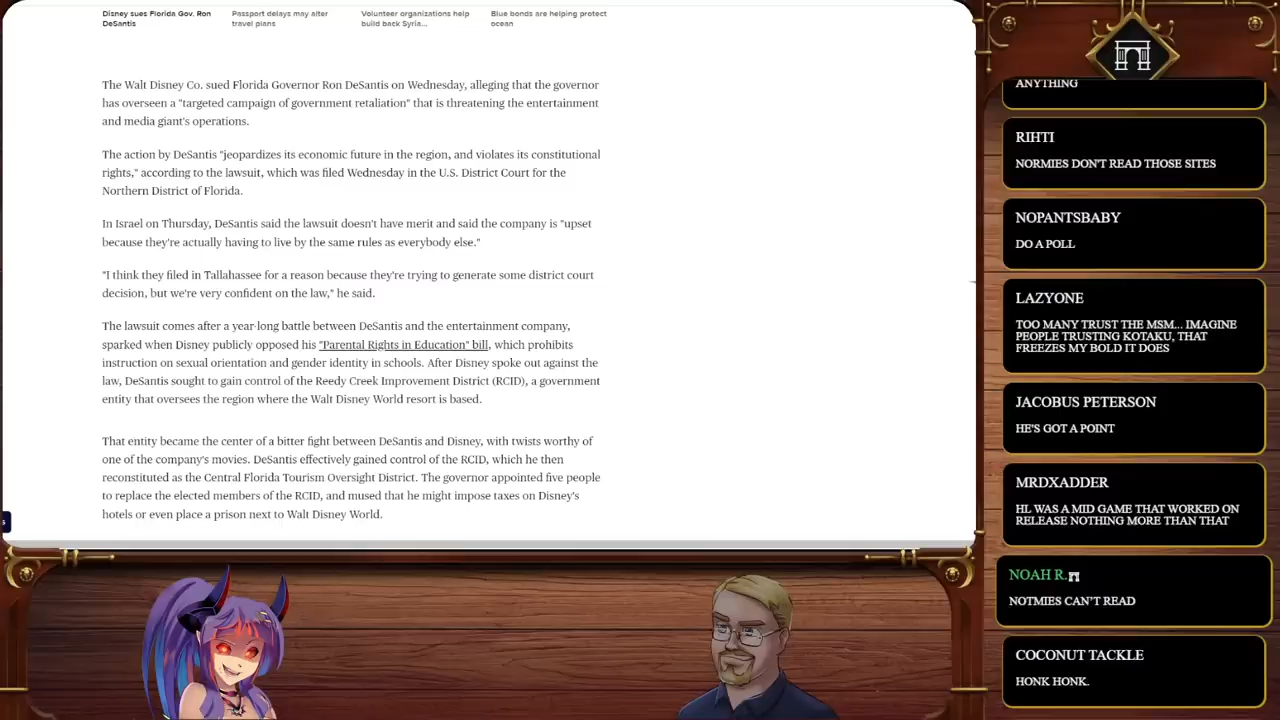 Disney sues Florida Gov. Ron
DeSantis
Passport delays may alter
travel plans
Volunteer organizations help
build back Syria...
Blue bonds are helping protect
ocean
The Walt Disney Co. sued Florida Governor Ron DeSantis on Wednesday, alleging that the governor
has overseen a "targeted campaign of government retaliation" that is threatening the entertainment
and media giant's operations.
The action by DeSantis "jeopardizes its economic future in the region, and violates its constitutional
rights," according to the lawsuit, which was filed Wednesday in the U.S. District Court for the
Northern District of Florida.
In Israel on Thursday, DeSantis said the lawsuit doesn't have merit and said the company is "upset
because they're actually having to live by the same rules as everybody else."
"I think they filed in Tallahassee for a reason because they're trying to generate some district court
decision, but we're very confident on the law," he said.
The lawsuit comes after a year-long battle between DeSantis and the entertainment company,
sparked when Disney publicly opposed his "Parental Rights in Education" bill, which prohibits
instruction on sexual orientation and gender identity in schools. After Disney spoke out against the
law, DeSantis sought to gain control of the Reedy Creek Improvement District (RCID), a government
entity that oversees the region where the Walt Disney World resort is based.
That entity became the center of a bitter fight between DeSantis and Disney, with twists worthy of
one of the company's movies. DeSantis effectively gained control of the RCID, which he then
reconstituted as the Central Florida Tourism Oversight District. The governor appointed five people
to replace the elected members of the RCID, and mused that he might impose taxes on Disney's
hotels or even place a prison next to Walt Disney World.
s
ANYTHING
RIHTI
NORMIES DON'T READ THOSE SITES
NOPANTSBABY
DO A POLL
LAZYONE
TOO MANY TRUST THE MSM... IMAGINE
PEOPLE TRUSTING KOTAKU, THAT
FREEZES MY BOLD IT DOES
JACOBUS PETERSON
HE'S GOT A POINT
MRDXADDER
HL WAS A MID GAME THAT WORKED ON
RELEASE NOTHING MORE THAN THAT
NOAH R.
NOTMIES CAN'T READ
COCONUT TACKLE
HONK HONK.